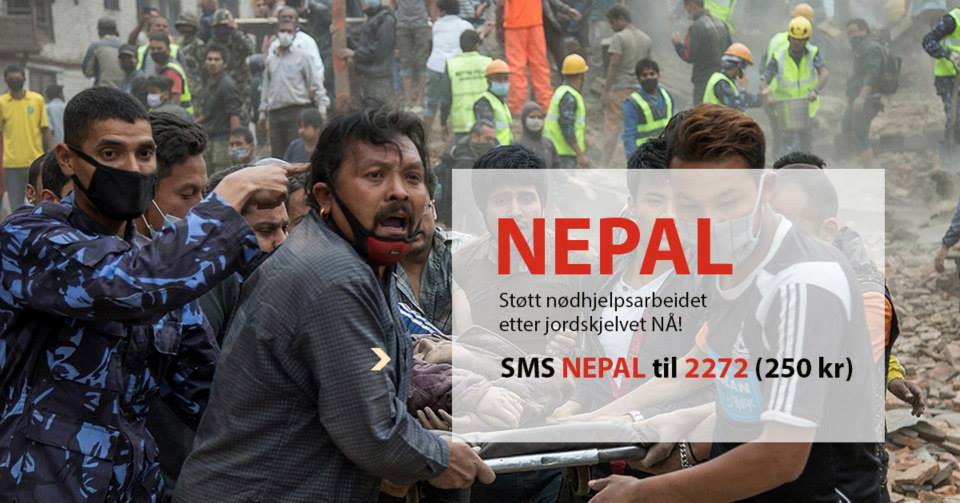 NEPAL
Støtt nødhjelpsarbeidet
etter jordskjelvet NÅ!
SMS NEPAL til 2272 (250 kr)